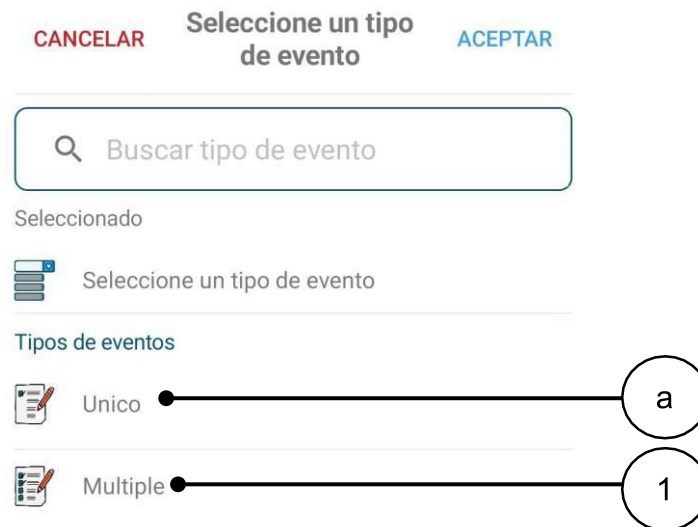 CANCELAR
Seleccione un tipo
de evento
ACEPTAR
Buscar tipo de evento
Seleccionado
Seleccione un tipo de evento
Tipos de eventos
Unico
a
Multiple
1